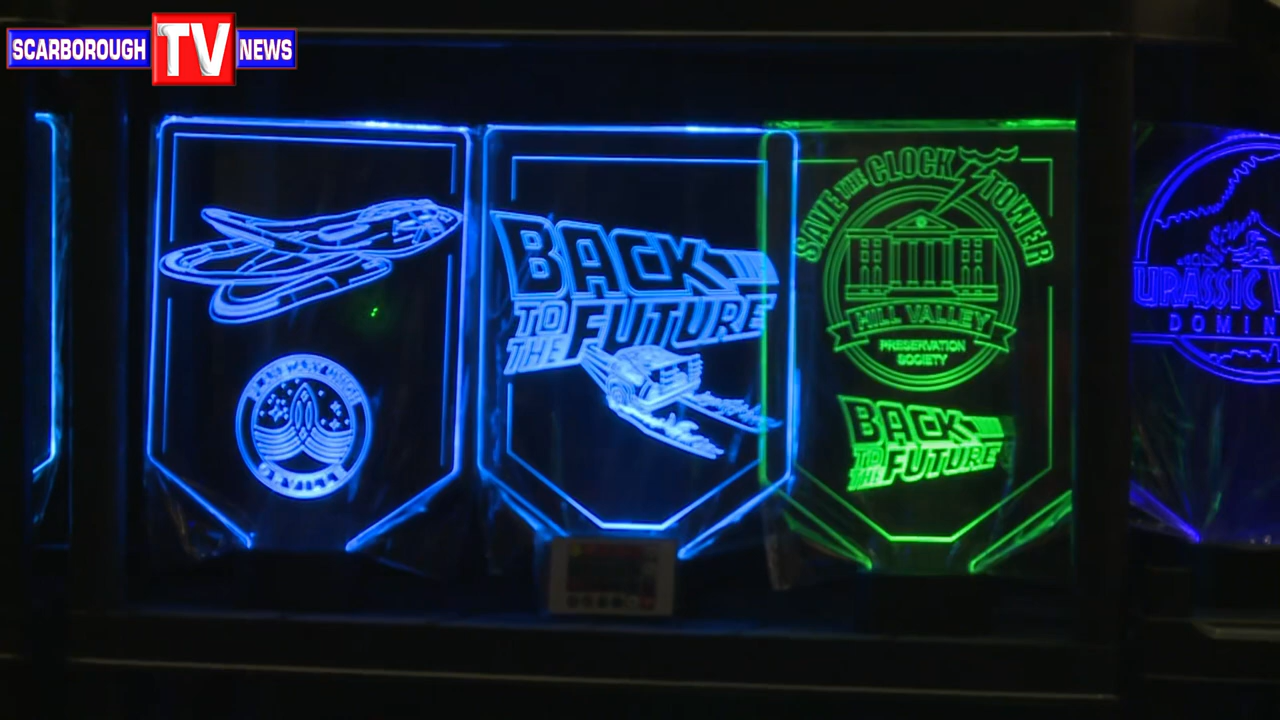 SCARBOROUGH TV NEWS
BACK
TO THE FUTURE
SAVE THE CLOCK TOWER
HILL VALLEY
PRESERVATION
SOCIETY
BACK
TO THE FUTURE
JURASSIC
DOMIN